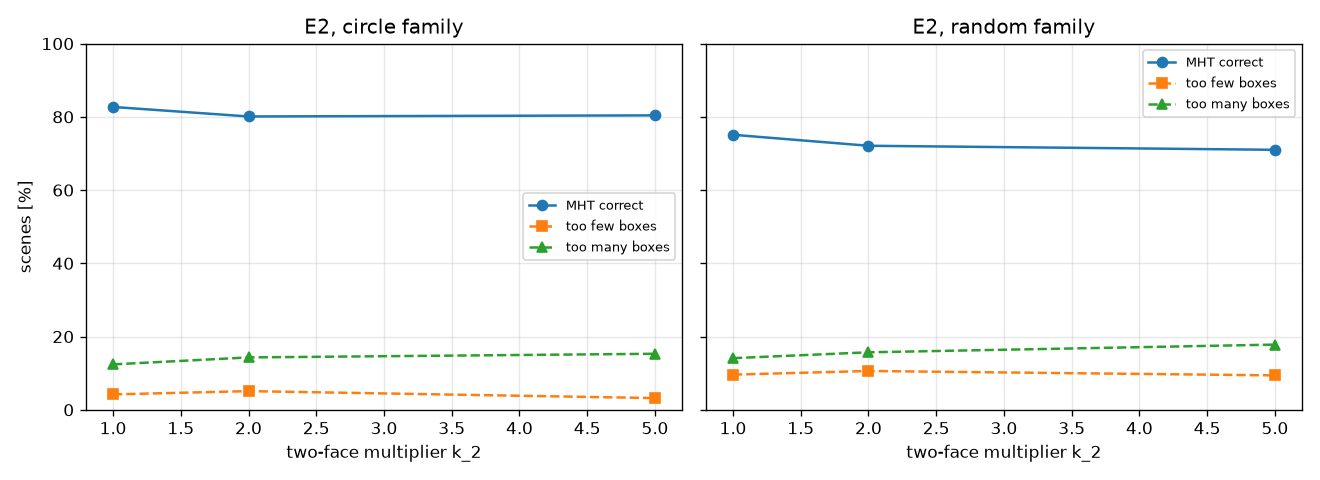 E2, circle family
scenes [%]
100
80
60
40
20
0
MHT correct
too few boxes
too many boxes
1.0 1.5 2.0 2.5 3.0 3.5 4.0 4.5 5.0
two-face multiplier k_2
E2, random family
MHT correct
too few boxes
too many boxes
1.0 1.5 2.0 2.5 3.0 3.5 4.0 4.5 5.0
two-face multiplier k_2